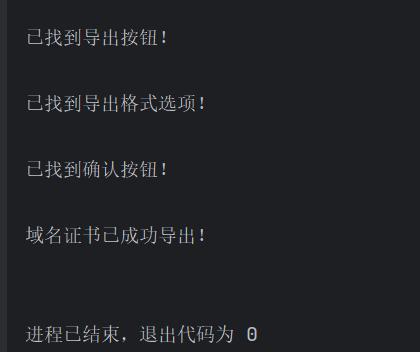 已找到导出按钮!
已找到导出格式选项!
已找到确认按钮!
域名证书已成功导出!
进程已结束，退出代码为 0